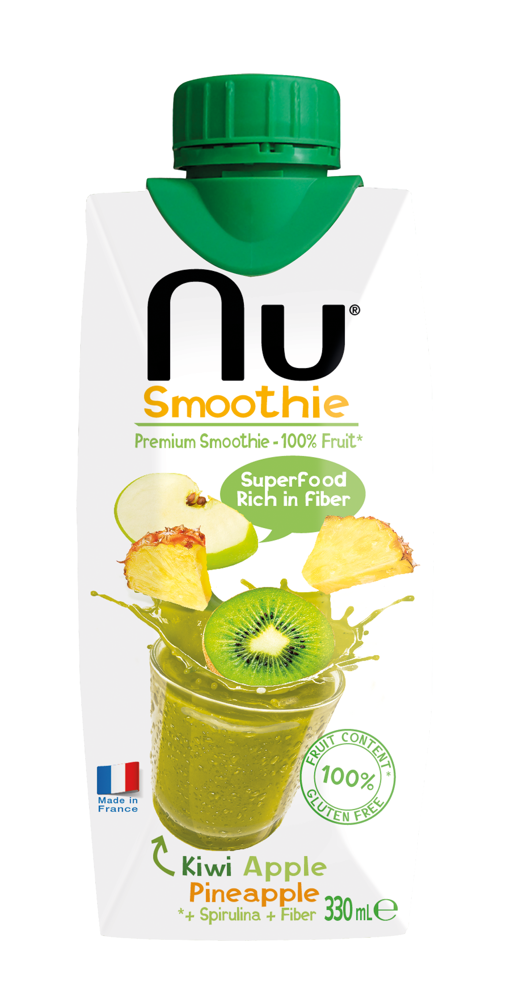 nu®
Smoothie
Premium Smoothie - 100% Fruit*
Superfood
Rich in fiber
FRUIT CONTENT*
100%
GLUTEN FREE
Made in
France
Kiwi Apple
Pineapple
*+ Spirulina + Fiber
330 mL ℮